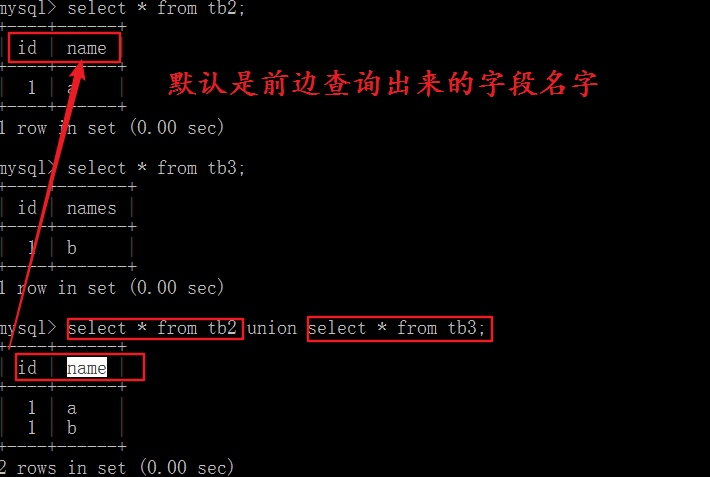 mysql> select * from tb2;
+----+------+
| id | name |
+----+------+
| 1 | a |
+----+------+
1 row in set (0.00 sec)
默认是前边查询出来的字段名字
mysql> select * from tb3;
+----+-------+
| id | names |
+----+-------+
| 1 | b |
+----+-------+
1 row in set (0.00 sec)
mysql> select * from tb2 union select * from tb3;
+----+------+
| id | name |
+----+------+
| 1 | a |
| 1 | b |
+----+------+
2 rows in set (0.00 sec)